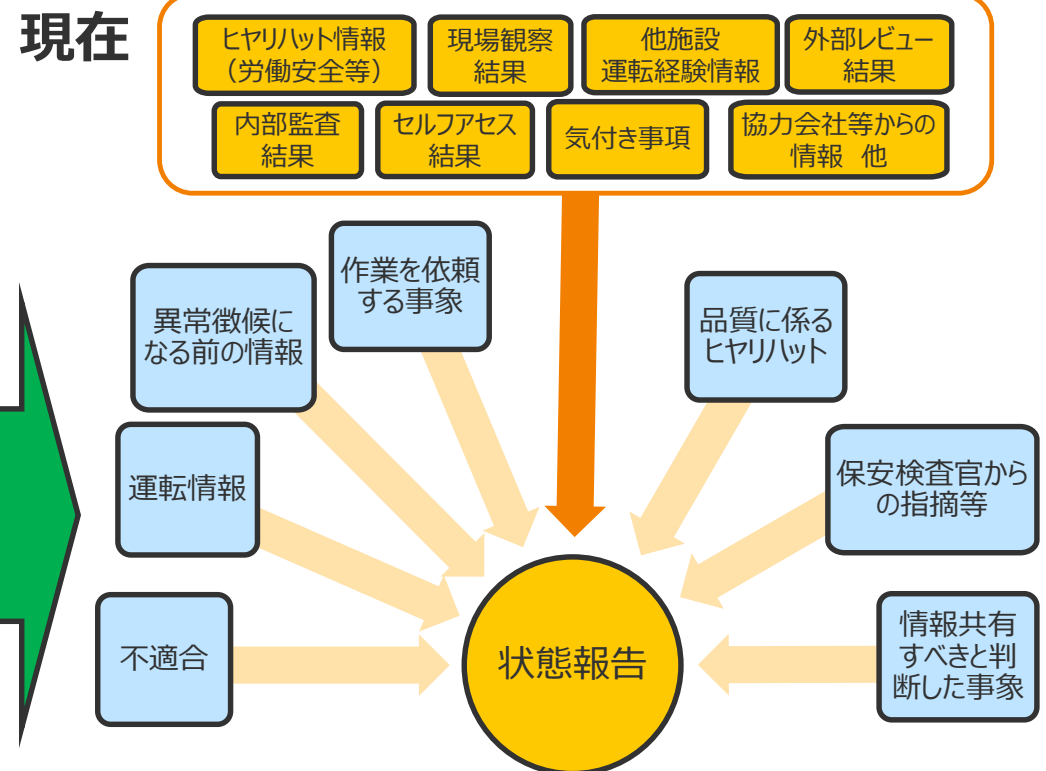 現在
ヒヤリハット情報
（労働安全等）
現場観察
結果
他施設
運転経験情報
外部レビュー
結果
内部監査
結果
セルフアセス
結果
気付き事項
協力会社等からの
情報 他
作業を依頼
する事象
異常徴候に
なる前の情報
品質に係る
ヒヤリハット
運転情報
保安検査官から
の指摘等
不適合
状態報告
情報共有
すべきと判
断した事象